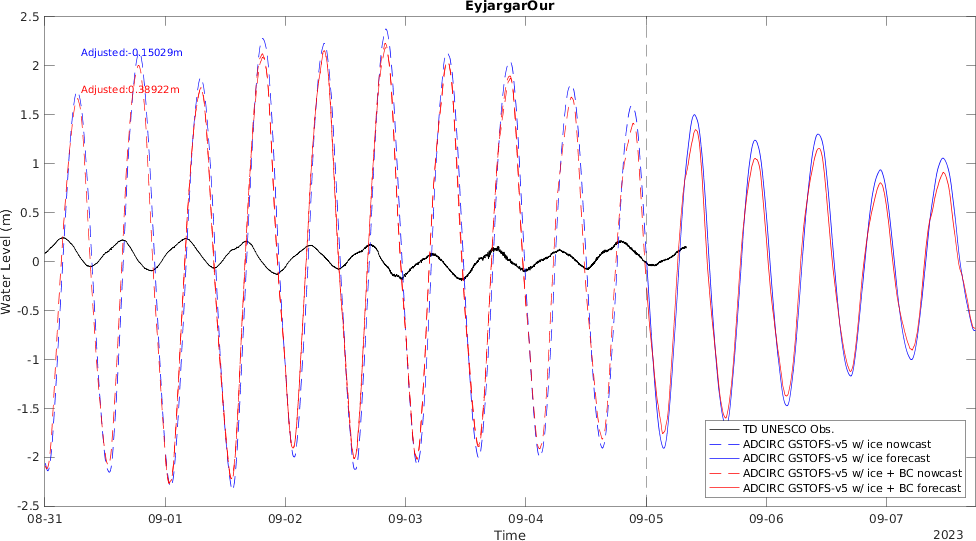 EyjargarOur
2.5
2
1.5
1
0.5
0
-0.5
-1
-1.5
-2
-2.5
Water Level (m)
Adjusted:-0.15029m
Adjusted:0.38922m
TD UNESCO Obs.
ADCIRC GSTOFS-v5 w/ ice nowcast
ADCIRC GSTOFS-v5 w/ ice forecast
ADCIRC GSTOFS-v5 w/ ice + BC nowcast
ADCIRC GSTOFS-v5 w/ ice + BC forecast
08-31 09-01 09-02 09-03 09-04 09-05 09-06 09-07
Time
2023